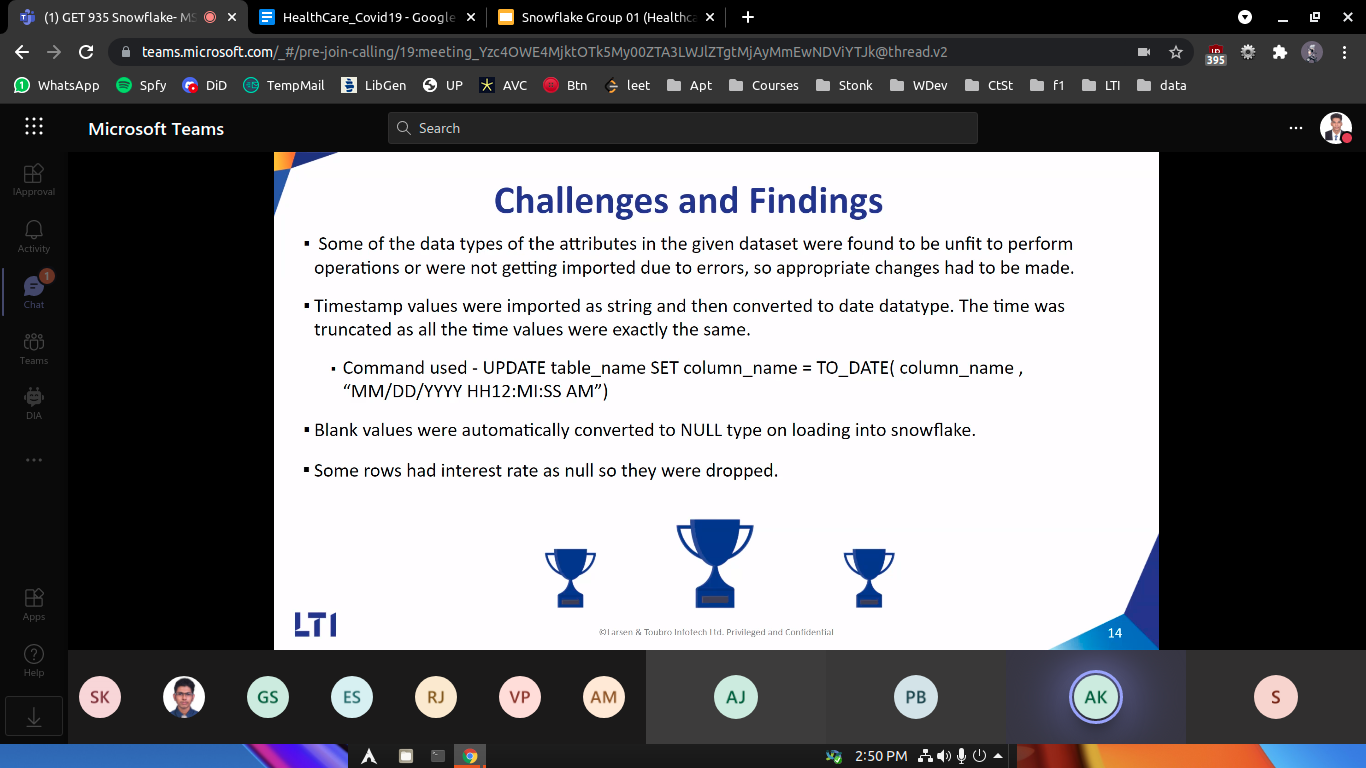 (1) GET 935 Snowflake- MS
HealthCare_Covid19 - Google
Snowflake Group 01 (Healthca
teams.microsoft.com/_#/pre-join-calling/19:meeting_Yzc4OWE4MjktOTk5My00ZTA3LWJlZTgtMjAyMmEwNDViYTJk@thread.v2
395
WhatsApp Spfy DiD TempMail LibGen UP AVC Btn leet Apt Courses Stonk WDev CtSt f1 LTI data
Microsoft Teams
Search
IApproval
Activity
1
Chat
Teams
DIA
Apps
Help
Challenges and Findings
▪ Some of the data types of the attributes in the given dataset were found to be unfit to perform
operations or were not getting imported due to errors, so appropriate changes had to be made.
▪ Timestamp values were imported as string and then converted to date datatype. The time was
truncated as all the time values were exactly the same.
▪ Command used - UPDATE table_name SET column_name = TO_DATE( column_name ,
“MM/DD/YYYY HH12:MI:SS AM”)
▪ Blank values were automatically converted to NULL type on loading into snowflake.
▪ Some rows had interest rate as null so they were dropped.
LTI
© Larsen & Toubro Infotech Ltd. Privileged and Confidential
14
SK GS ES RJ VP AM AJ PB AK S
2:50 PM